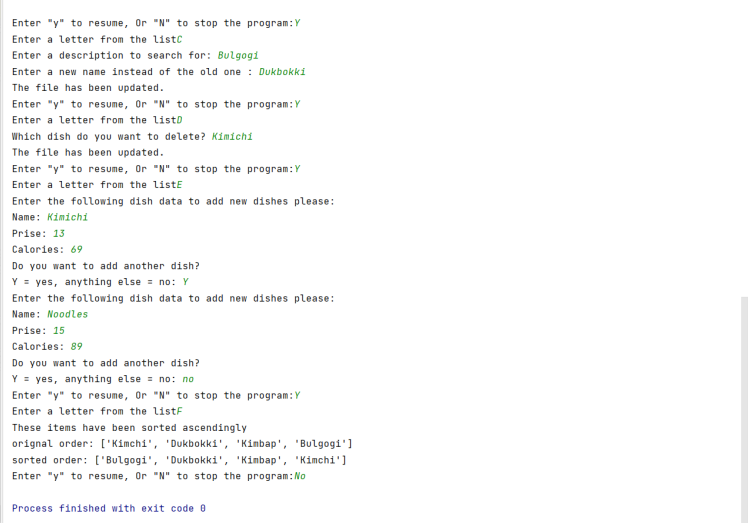 Enter "y" to resume, Or "N" to stop the program:Y
Enter a letter from the listC
Enter a description to search for: Bulgogi
Enter a new name instead of the old one : Dukbokki
The file has been updated.
Enter "y" to resume, Or "N" to stop the program:Y
Enter a letter from the listD
Which dish do you want to delete? Kimichi
The file has been updated.
Enter "y" to resume, Or "N" to stop the program:Y
Enter a letter from the listE
Enter the following dish data to add new dishes please:
Name: Kimichi
Prise: 13
Calories: 69
Do you want to add another dish?
Y = yes, anything else = no: Y
Enter the following dish data to add new dishes please:
Name: Noodles
Prise: 15
Calories: 89
Do you want to add another dish?
Y = yes, anything else = no: no
Enter "y" to resume, Or "N" to stop the program:Y
Enter a letter from the listF
These items have been sorted ascendingly
orignal order: ['Kimchi', 'Dukbokki', 'Kimbap', 'Bulgogi']
sorted order: ['Bulgogi', 'Dukbokki', 'Kimbap', 'Kimchi']
Enter "y" to resume, Or "N" to stop the program:No
Process finished with exit code 0